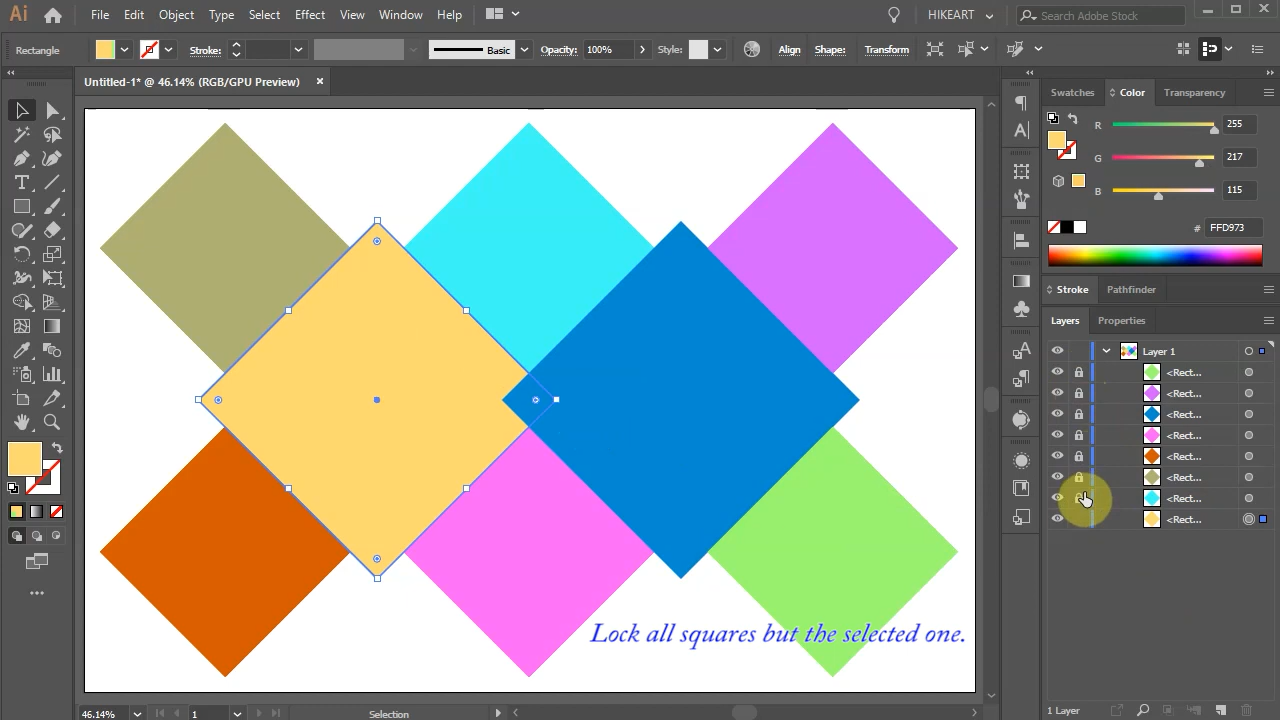 Ai File Edit Object Type Select Effect View Window Help HIKEART Search Adobe Stock
Rectangle Stroke: Basic Opacity: 100% Style: Align Shape: Transform
Untitled-1* @ 46.14% (RGB/GPU Preview)
Swatches Color Transparency
R 255
G 217
B 115
# FFD973
Stroke Pathfinder
Layers Properties
Layer 1
<Rect...
<Rect...
<Rect...
<Rect...
<Rect...
<Rect...
<Rect...
<Rect...
Lock all squares but the selected one.
46.14% 1 Selection
1 Layer